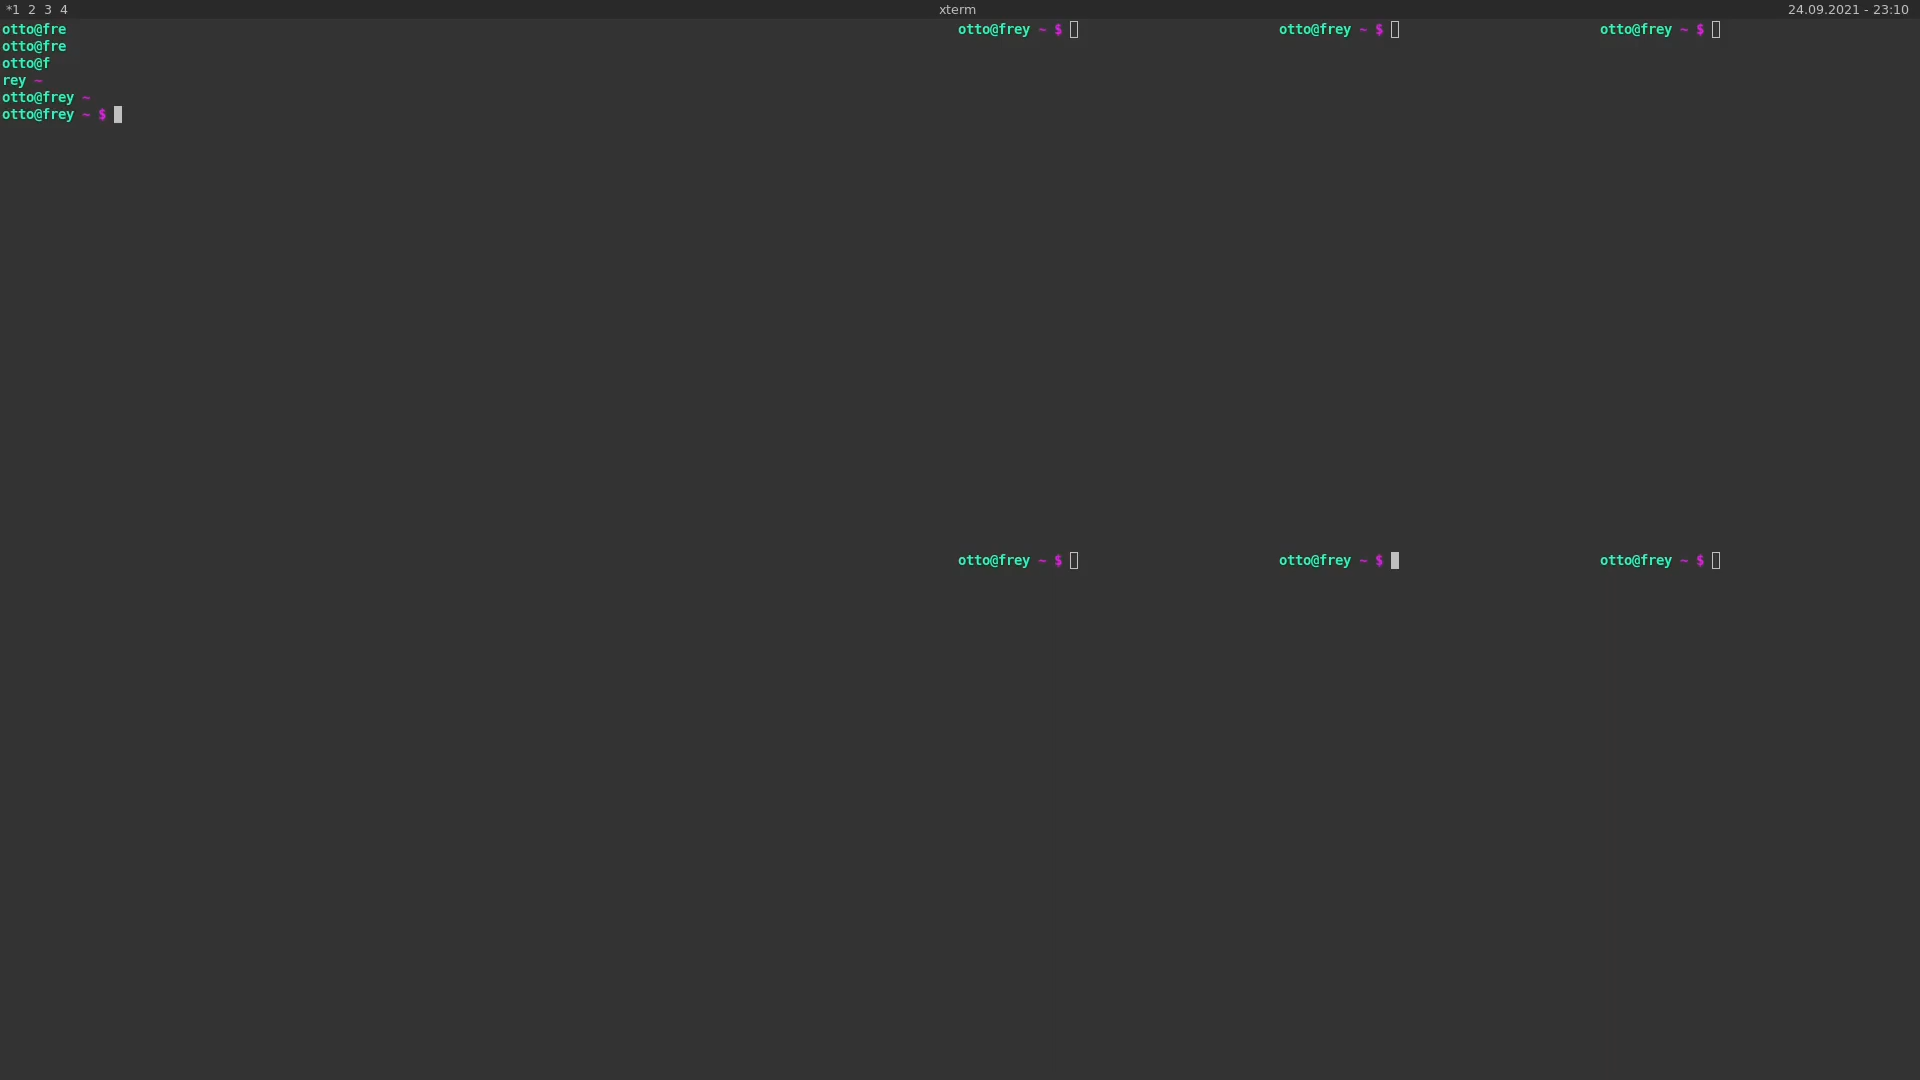 *1 2 3 4 xterm 24.09.2021 - 23:10
otto@fre
otto@fre
otto@f
rey ~
otto@frey ~
otto@frey ~ $
otto@frey ~ $
otto@frey ~ $
otto@frey ~ $
otto@frey ~ $
otto@frey ~ $
otto@frey ~ $